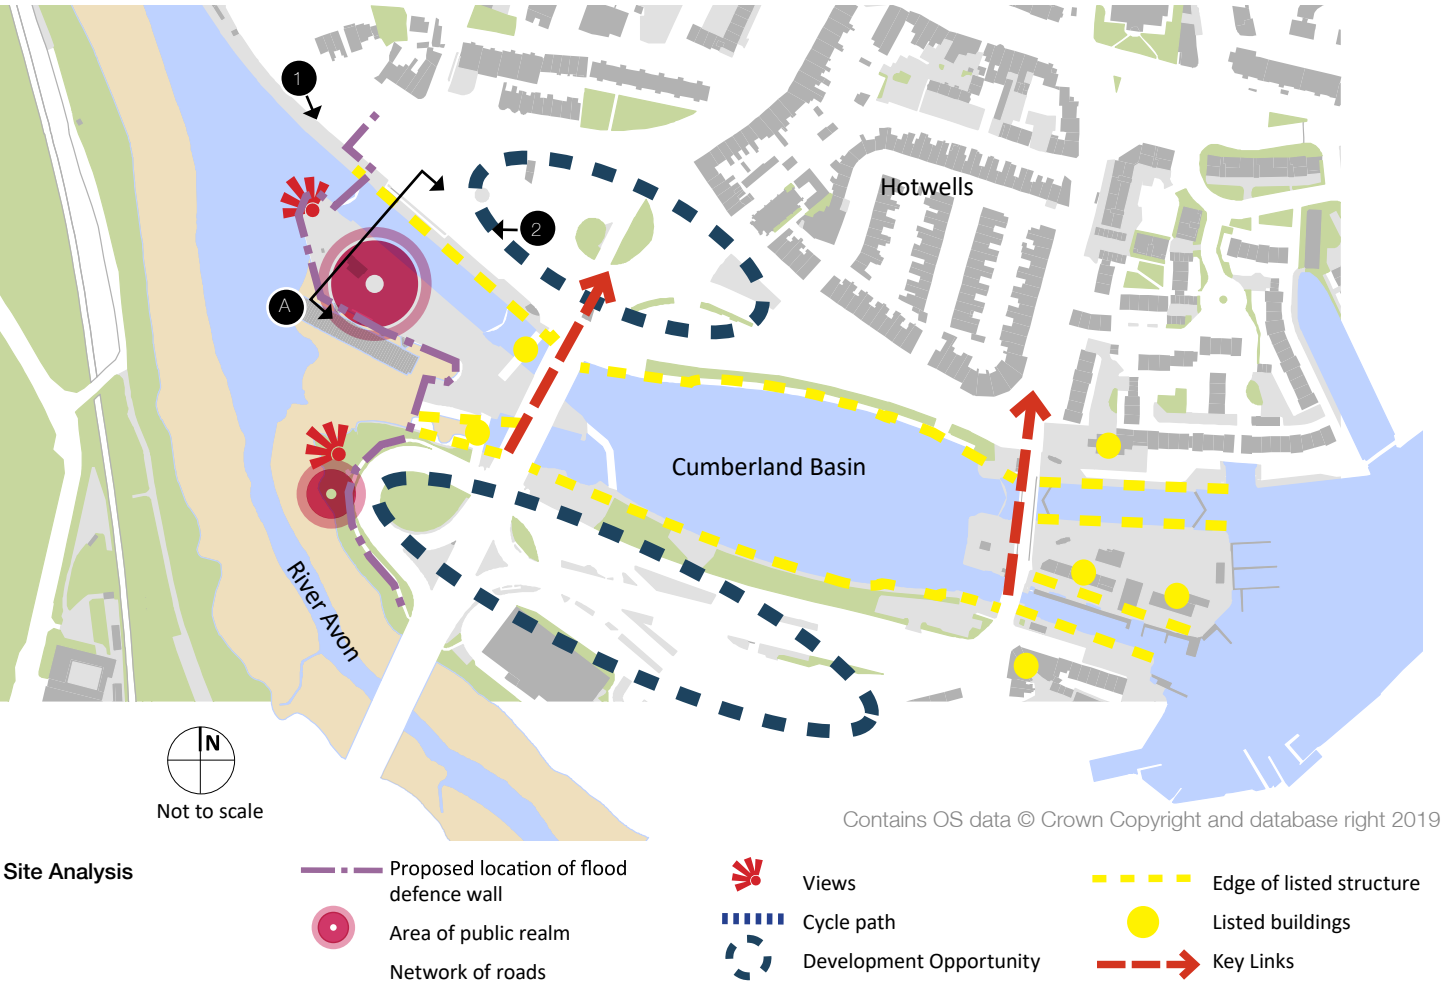 1
Hotwells
2
A
Cumberland Basin
River Avon
N
Not to scale
Contains OS data © Crown Copyright and database right 2019
Site Analysis
Proposed location of flood
defence wall
Area of public realm
Network of roads
Views
Cycle path
Development Opportunity
Edge of listed structure
Listed buildings
Key Links